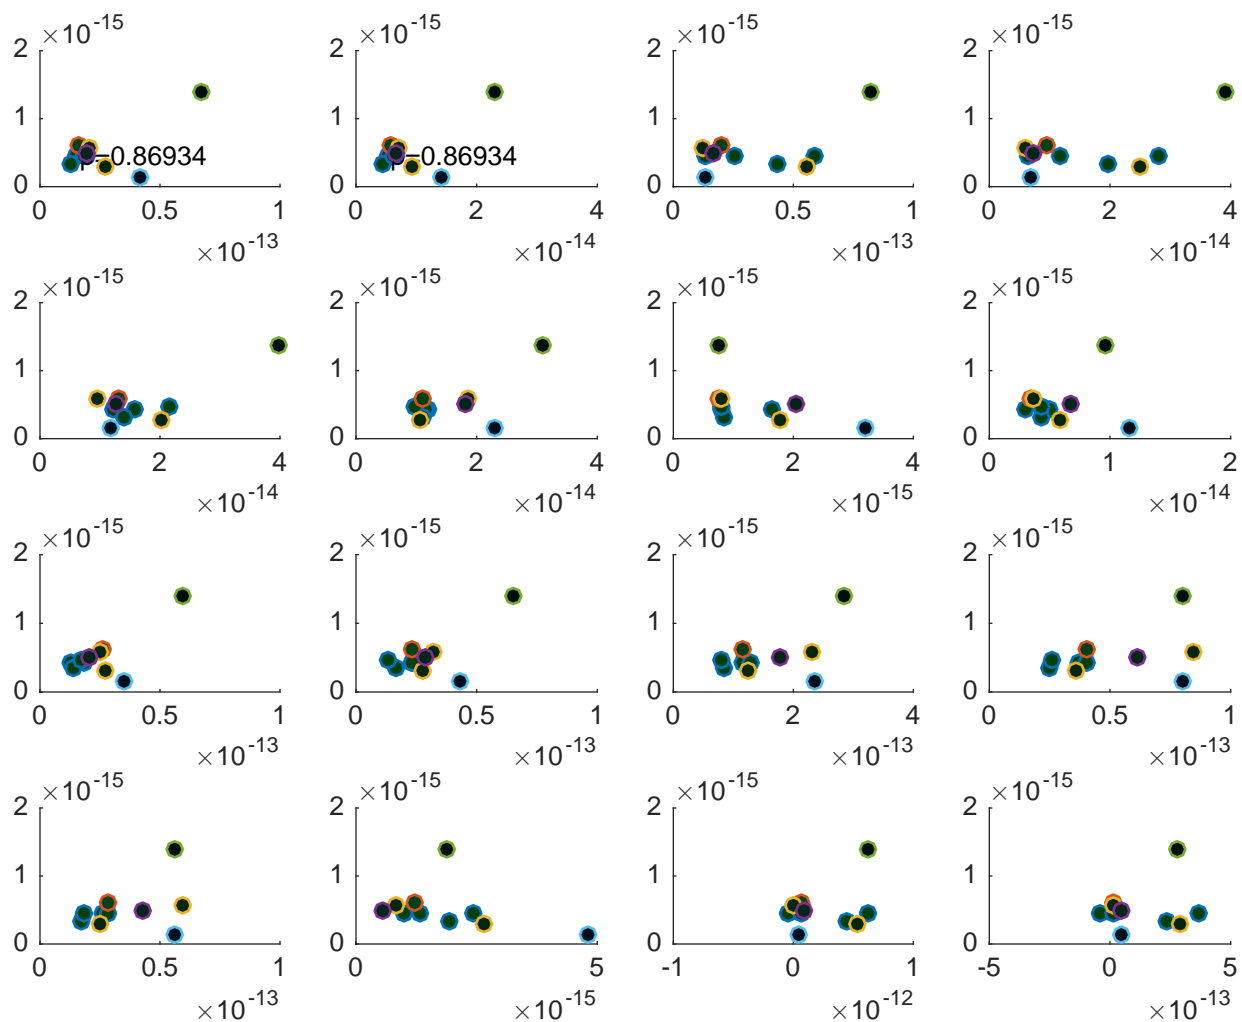 ×10-15 ×10-15 ×10-15 ×10-15
2 2 2 2
1 1 1 1
0.86934 0.86934
0 0 0 0
0 0.5 1 0 2 4 0 0.5 1 0 2 4
×10-13 ×10-14 ×10-13 ×10-14
×10-15 ×10-15 ×10-15 ×10-15
2 2 2 2
1 1 1 1
0 0 0 0
0 2 4 0 2 4 0 2 4 0 1 2
×10-14 ×10-14 ×10-15 ×10-14
×10-15 ×10-15 ×10-15 ×10-15
2 2 2 2
1 1 1 1
0 0 0 0
0 0.5 1 0 0.5 1 0 2 4 0 0.5 1
×10-13 ×10-13 ×10-13 ×10-13
×10-15 ×10-15 ×10-15 ×10-15
2 2 2 2
1 1 1 1
0 0 0 0
0 0.5 1 0 5 -1 0 1 -5 0 5
×10-13 ×10-15 ×10-12 ×10-13